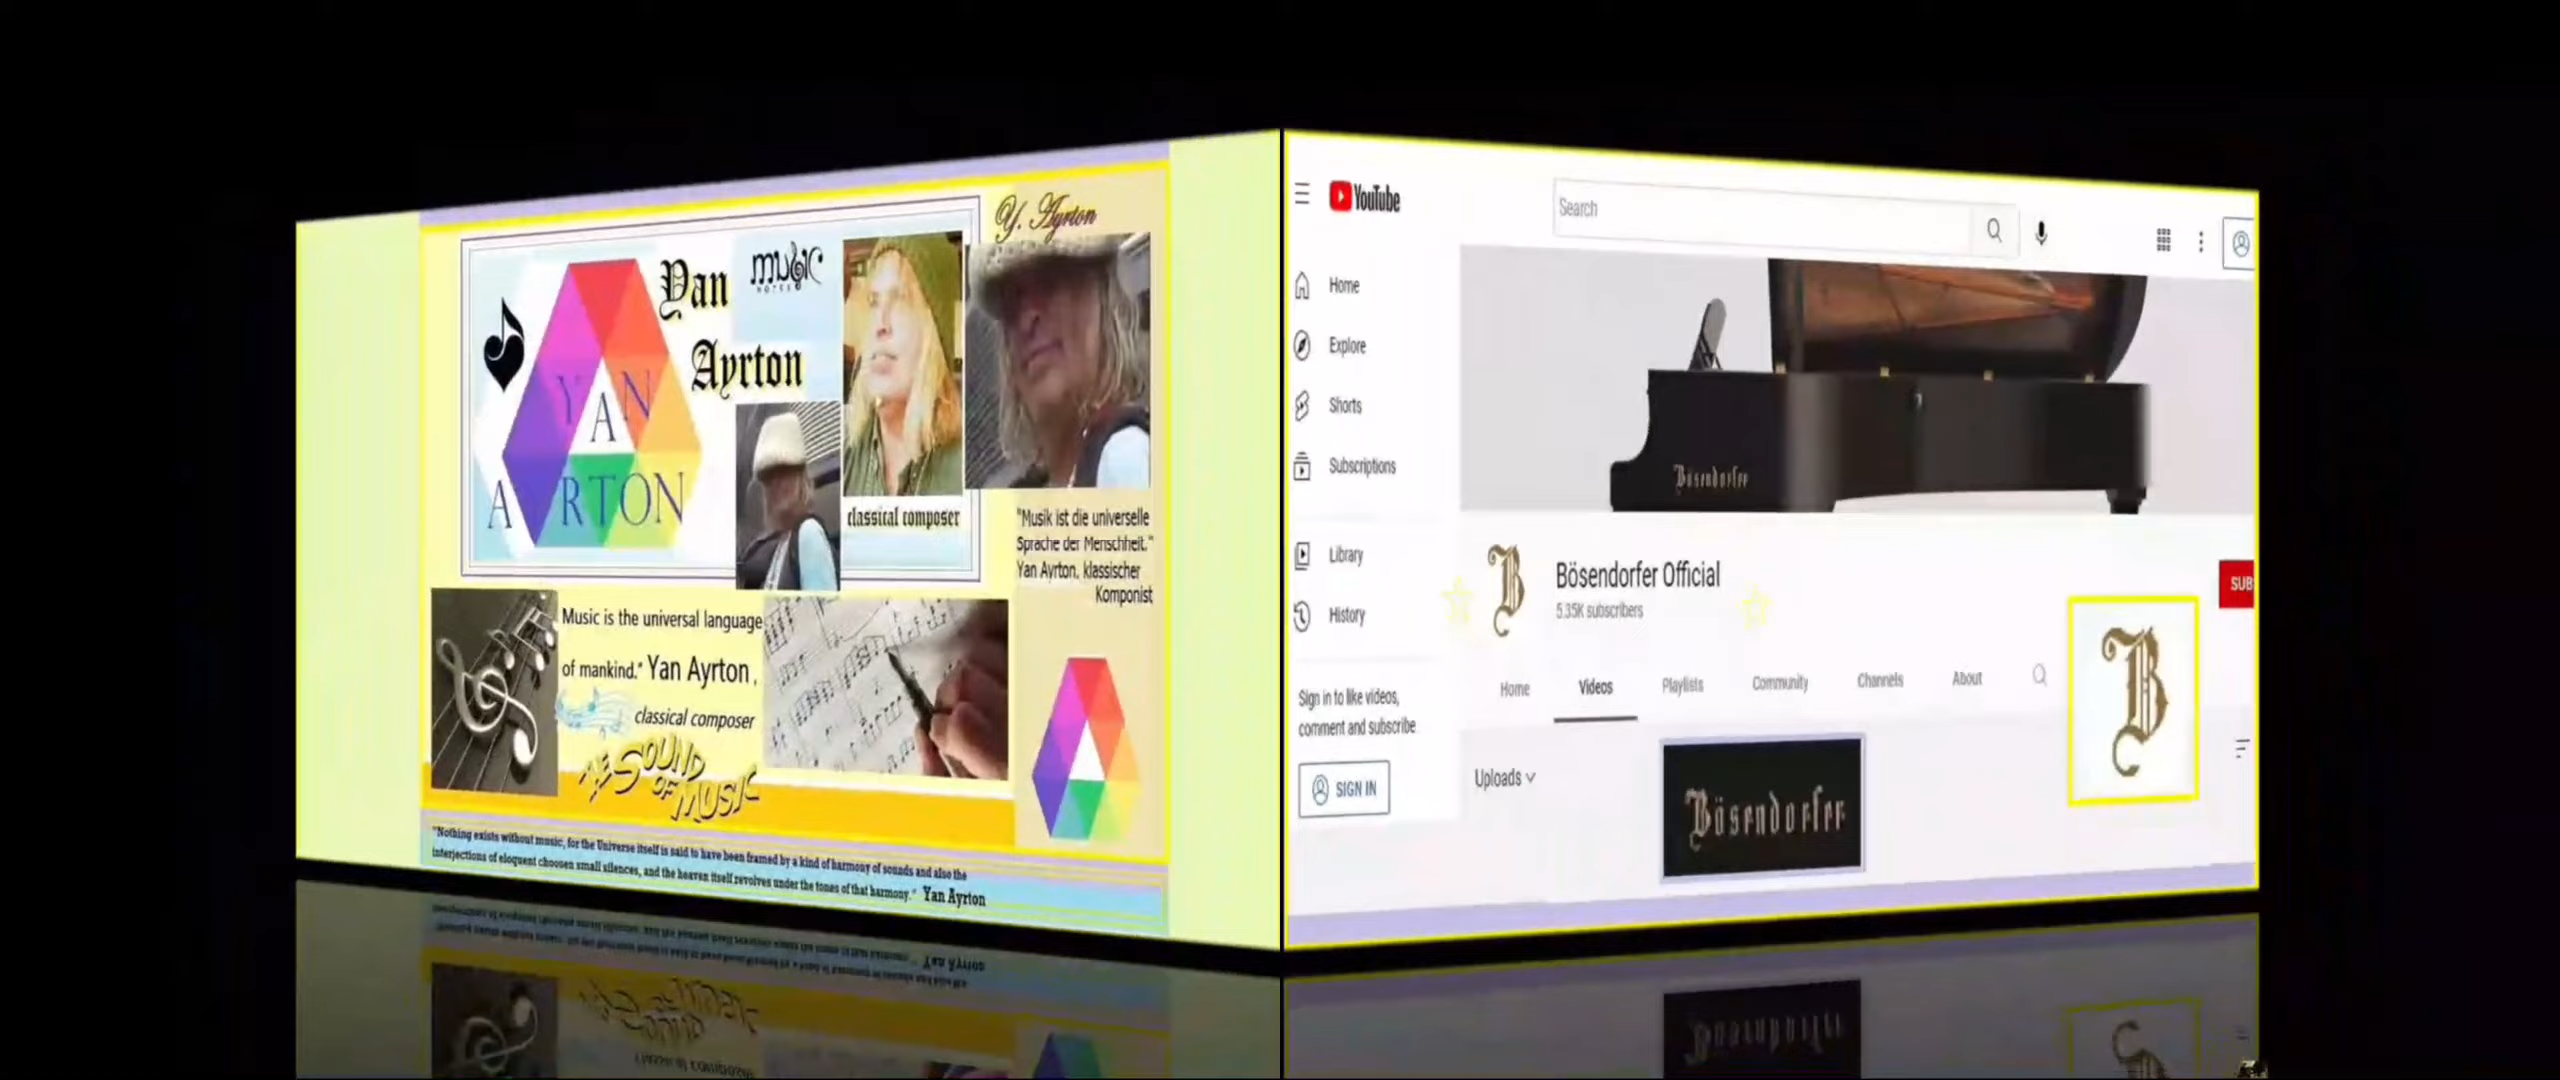 Y. Ayrton
Yan
Ayrton
music
NOTES
YAN
AYRTON
classical composer
"Musik ist die universelle
Sprache der Menschheit."
Yan Ayrton, klassischer
Komponist
Music is the universal language
of mankind." Yan Ayrton ,
classical composer
THE SOUND
OF MUSIC
"Nothing exists without music, for the Universe itself is said to have been framed by a kind of harmony of sounds and also the
interjections of eloquent choosen small silences, and the heaven itself revolves under the tones of that harmony." Yan Ayrton
YouTube
Search
Home
Explore
Shorts
Subscriptions
Library
History
Sign in to like videos,
comment and subscribe
SIGN IN
Bösendorfer
B
Bösendorfer Official
5.35K subscribers
SUB
Home Videos Playlists Community Channels About
Uploads
Bösendorfer
B